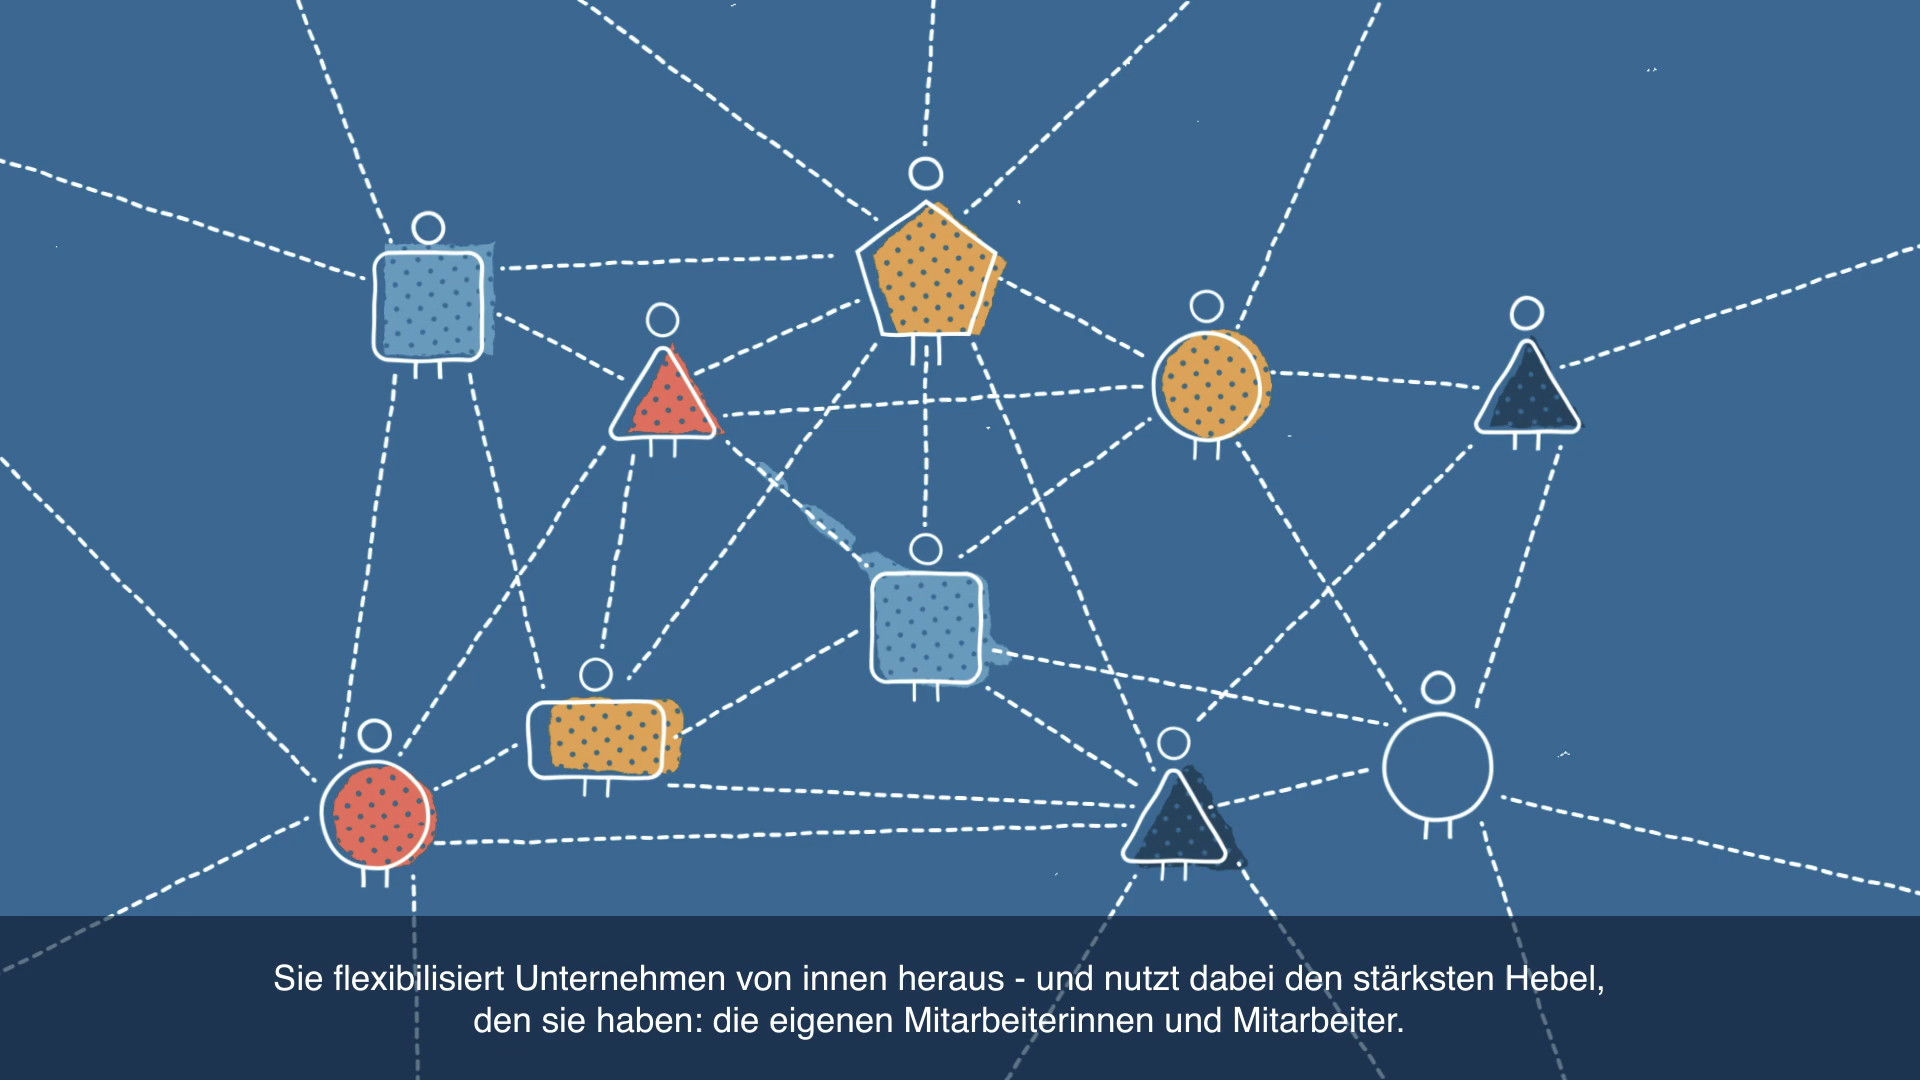 Sie flexibilisiert Unternehmen von innen heraus - und nutzt dabei den stärksten Hebel,
den sie haben: die eigenen Mitarbeiterinnen und Mitarbeiter.